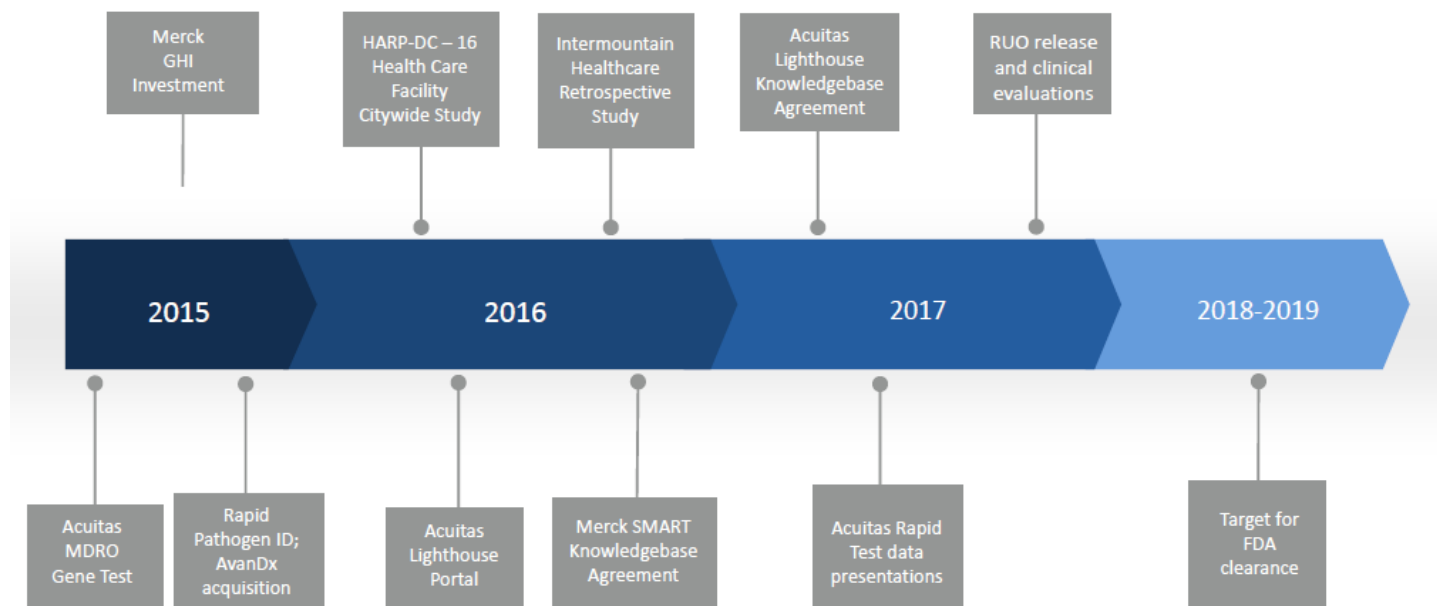 Merck
GHI
Investment
HARP-DC – 16
Health Care
Facility
Citywide Study
Intermountain
Healthcare
Retrospective
Study
Acuitas
Lighthouse
Knowledgebase
Agreement
RUO release
and clinical
evaluations
2015
2016
2017
2018-2019
Acuitas
MDRO
Gene Test
Rapid
Pathogen ID;
AvanDx
acquisition
Acuitas
Lighthouse
Portal
Merck SMART
Knowledgebase
Agreement
Acuitas Rapid
Test data
presentations
Target for
FDA
clearance